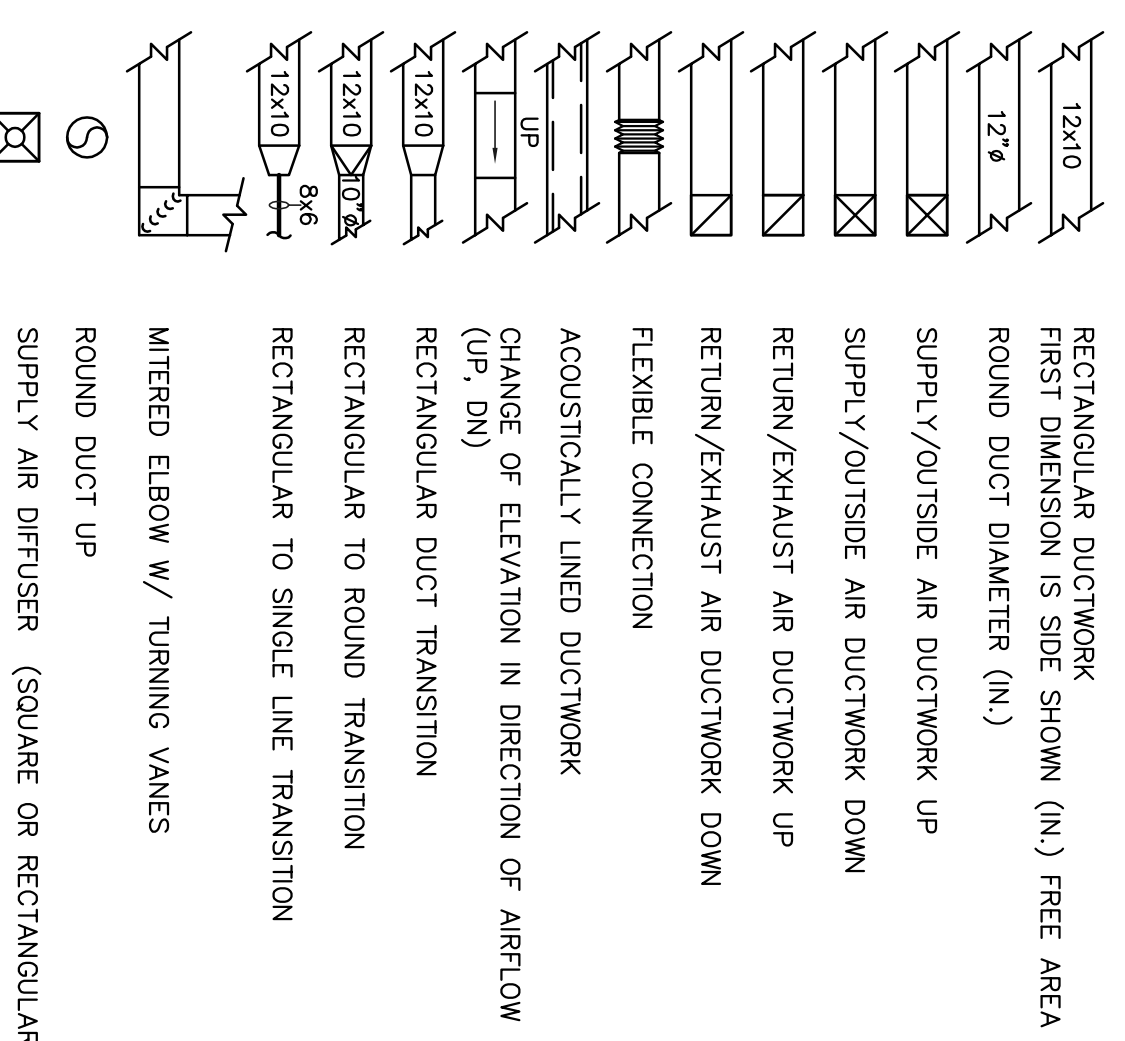 12x10
RECTANGULAR DUCTWORK
FIRST DIMENSION IS SIDE SHOWN (IN.) FREE AREA
12"ø
ROUND DUCT DIAMETER (IN.)
SUPPLY/OUTSIDE AIR DUCTWORK UP
SUPPLY/OUTSIDE AIR DUCTWORK DOWN
RETURN/EXHAUST AIR DUCTWORK UP
RETURN/EXHAUST AIR DUCTWORK DOWN
FLEXIBLE CONNECTION
ACOUSTICALLY LINED DUCTWORK
UP
CHANGE OF ELEVATION IN DIRECTION OF AIRFLOW
(UP, DN)
12x10
RECTANGULAR DUCT TRANSITION
12x10 10"ø
RECTANGULAR TO ROUND TRANSITION
12x10 8x6
RECTANGULAR TO SINGLE LINE TRANSITION
MITERED ELBOW W/ TURNING VANES
ROUND DUCT UP
SUPPLY AIR DIFFUSER (SQUARE OR RECTANGULAR